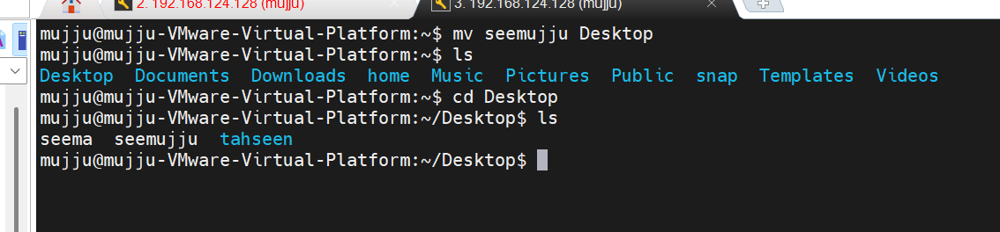 2. 192.168.124.128 (mujju) 3. 192.168.124.128 (mujju)
mujju@mujju-VMware-Virtual-Platform:~$ mv seemujju Desktop
mujju@mujju-VMware-Virtual-Platform:~$ ls
Desktop Documents Downloads home Music Pictures Public snap Templates Videos
mujju@mujju-VMware-Virtual-Platform:~$ cd Desktop
mujju@mujju-VMware-Virtual-Platform:~/Desktop$ ls
seema seemujju tahseen
mujju@mujju-VMware-Virtual-Platform:~/Desktop$